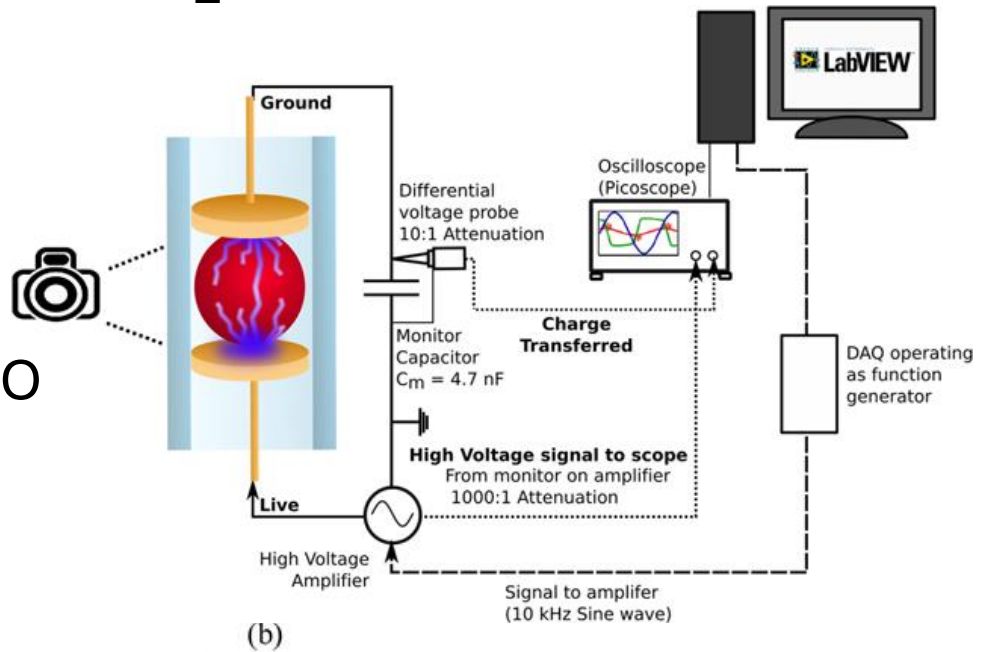 LabVIEW
Ground
Oscilloscope
(Picoscope)
Differential
voltage probe
10:1 Attenuation
Charge
Transferred
Monitor
Capacitor
Cm = 4.7 nF
DAQ operating
as function
generator
O
High Voltage signal to scope
From monitor on amplifier
1000:1 Attenuation
Live
High Voltage
Amplifier
Signal to amplifer
(10 kHz Sine wave)
(b)